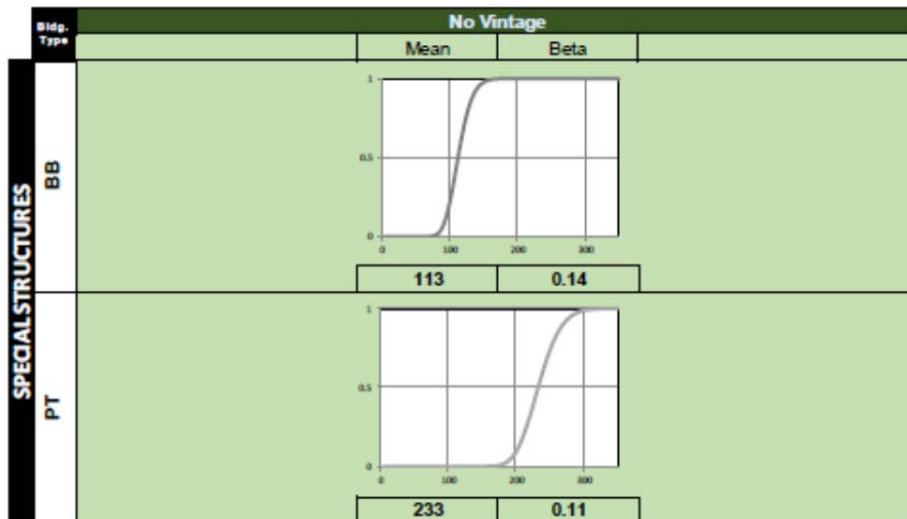 Bldg. Type
No Vintage
Mean Beta
SPECIAL STRUCTURES
BB
1
0.5
0
0 100 200 300
113 0.14
PT
1
0.5
0
0 100 200 300
233 0.11